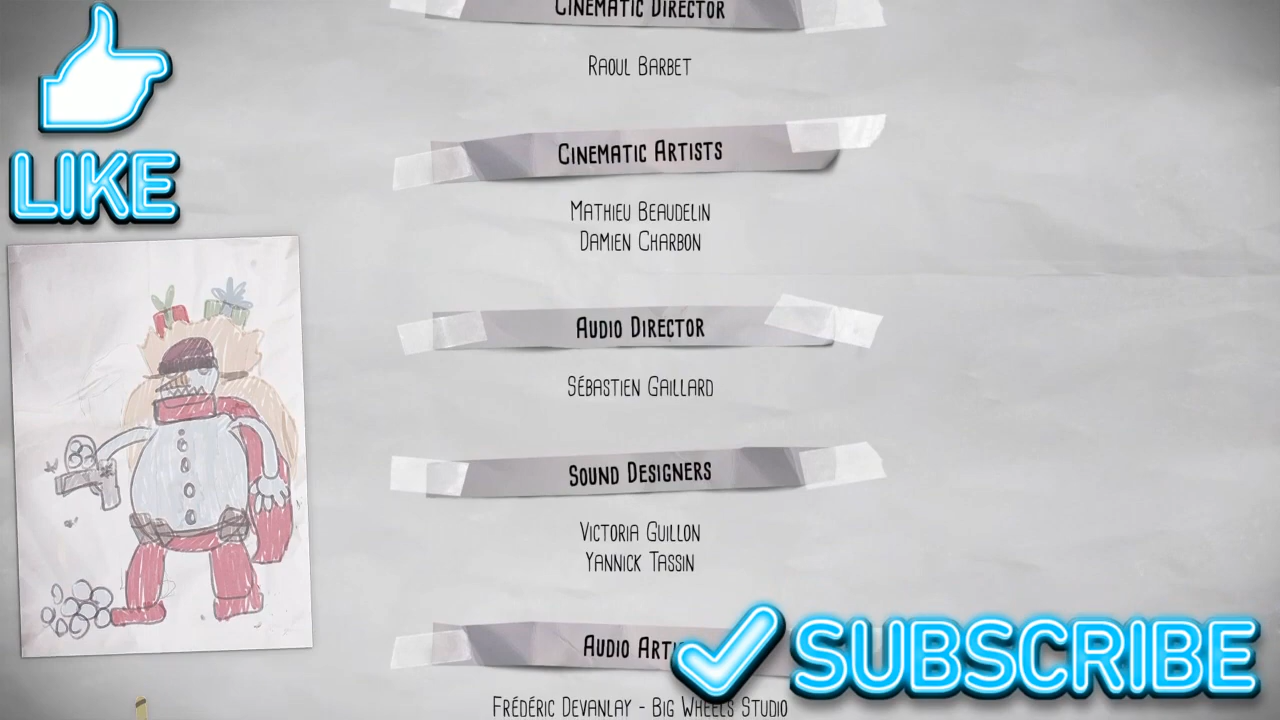 CINEMATIC DIRECTOR
RAOUL BARBET
LIKE
CINEMATIC ARTISTS
MATHIEU BEAUDELIN
DAMIEN CHARBON
AUDIO DIRECTOR
SÉBASTIEN GAILLARD
SOUND DESIGNERS
VICTORIA GUILLON
YANNICK TASSIN
AUDIO
SUBSCRIBE
FRÉDÉRIC DEVANLAY - BIG WHEELS STUDIO